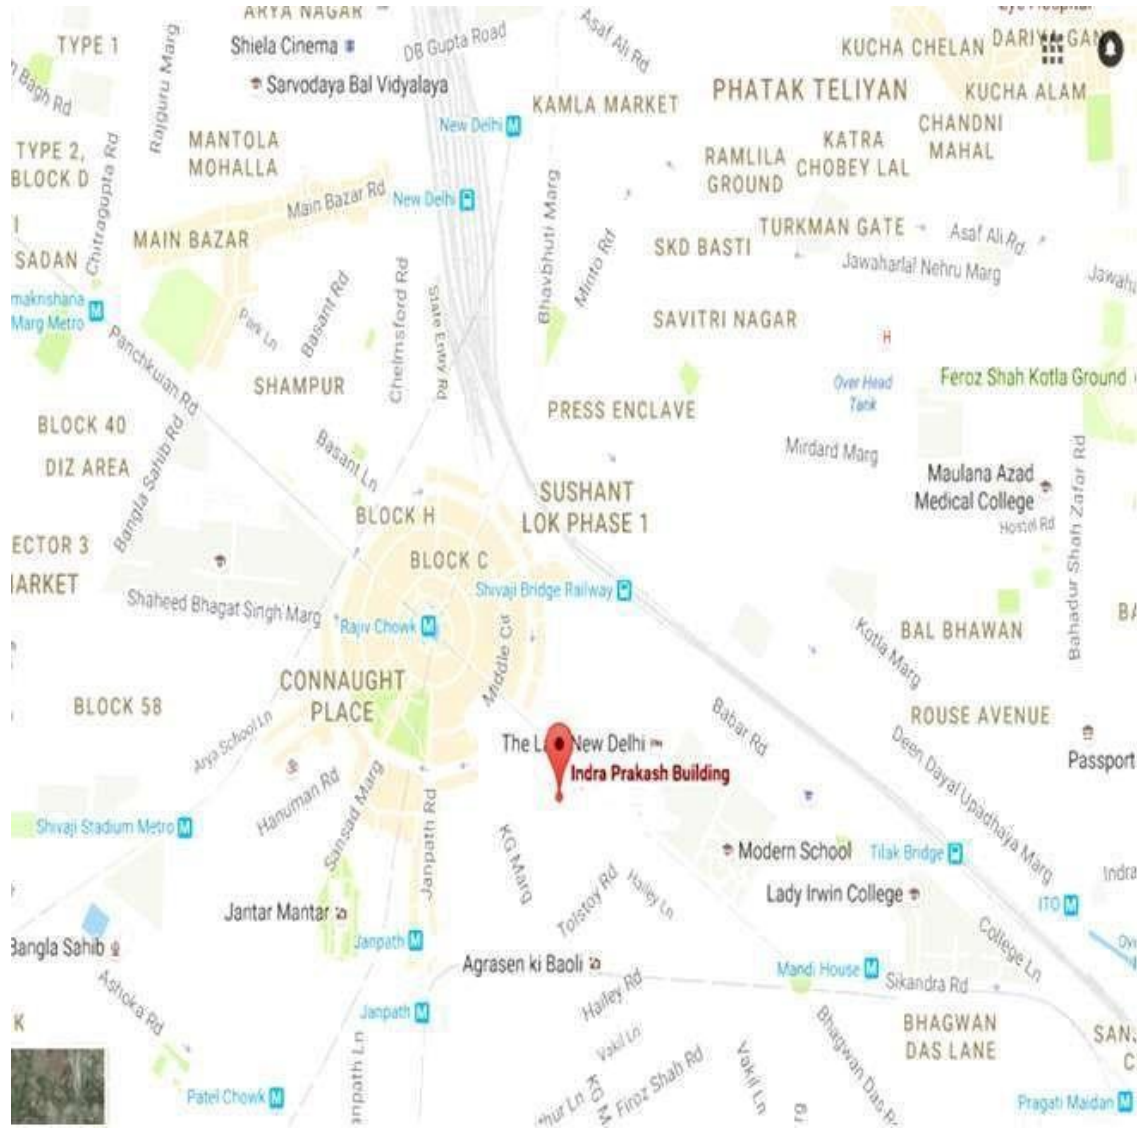 ARYA NAGAR
TYPE 1
Shiela Cinema
DB Gupta Road
Asaf Ali Rd
KUCHA CHELAN
Rajguru Marg
Sarvodaya Bal Vidyalaya
KAMLA MARKET
PHATAK TELIYAN
KUCHA ALAM
Bagh Rd
New Delhi
CHANDNI
MAHAL
TYPE 2,
BLOCK D
MANTOLA
MOHALLA
RAMLILA
GROUND
KATRA
CHOBEY LAL
Chitragupta Rd
Main Bazar Rd
New Delhi
Bhavbhuti Marg
Minto Rd
SADAN
MAIN BAZAR
SKD BASTI
TURKMAN GATE
Asaf Ali Rd
Jawaharlal Nehru Marg
Marg Metro
Park Ln
Basant Rd
Chelmsford Rd
State Entry Rd
SAVITRI NAGAR
H
Panchkuian Rd
SHAMPUR
PRESS ENCLAVE
Over Head
Tank
Feroz Shah Kotla Ground
BLOCK 40
DIZ AREA
Bangla Sahib Rd
Basant Ln
Mirdard Marg
Maulana Azad
Medical College
Hostel Rd
Bahadur Shah Zafar Rd
SUSHANT
LOK PHASE 1
BLOCK H
BLOCK C
ECTOR 3
ARKET
Shivaji Bridge Railway
Shaheed Bhagat Singh Marg
Rajiv Chowk
Middle Cir
Kotla Marg
BAL BHAWAN
CONNAUGHT
PLACE
BLOCK 58
Arya School Ln
Babar Rd
ROUSE AVENUE
The La New Delhi
Indra Prakash Building
Deen Dayal Upadhaya Marg
Passport
Hanuman Rd
Sansad Marg
Janpath Rd
Shivaji Stadium Metro
KG Marg
Modern School
Tilak Bridge
Tolstoy Rd
Hailey Ln
Lady Irwin College
Indra
ITO
Jantar Mantar
Janpath
Bangla Sahib
Agrasen ki Baoli
Mandi House
College Ln
Sikandra Rd
Ashoka Rd
Hailey Rd
Janpath
K
Vakil Ln
Bhagwan Das R
BHAGWAN
DAS LANE
Firoz Shah Rd
Vakil Ln
anpath Ln
KG M
thur Ln
rg
Patel Chowk
Pragati Maidan